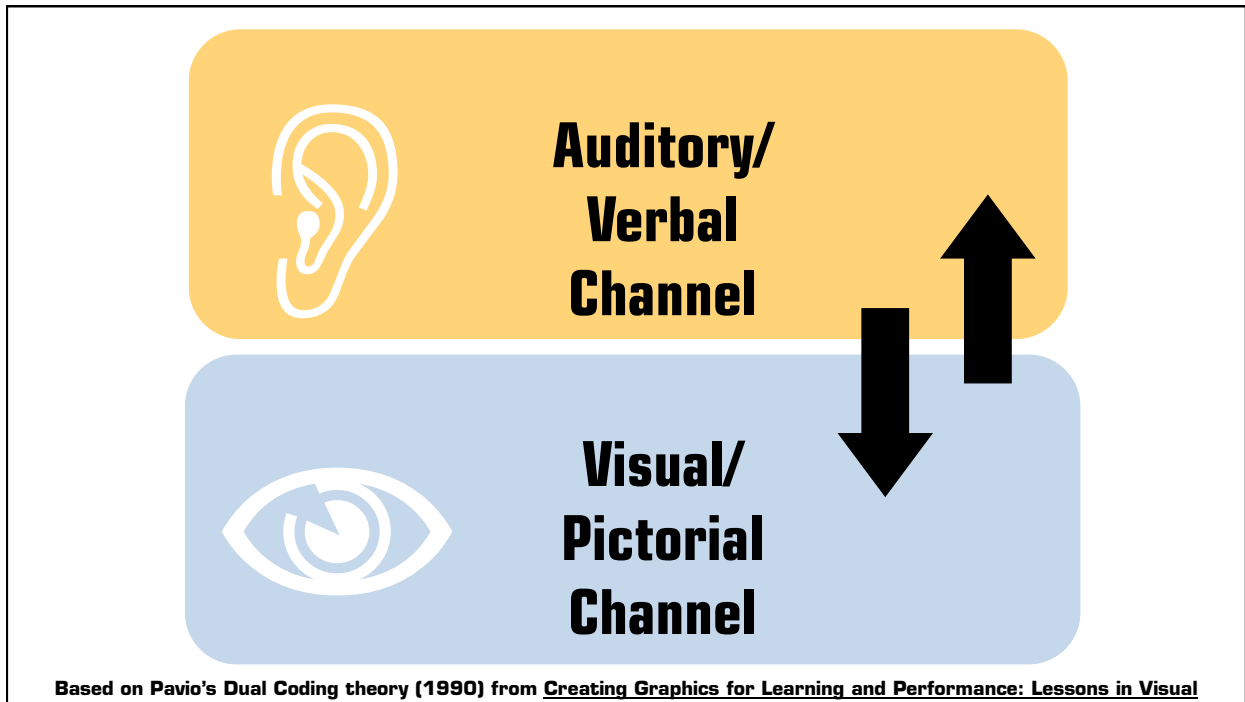 Auditory/
Verbal
Channel
Visual/
Pictorial
Channel
Based on Pavio’s Dual Coding theory (1990) from Creating Graphics for Learning and Performance: Lessons in Visual